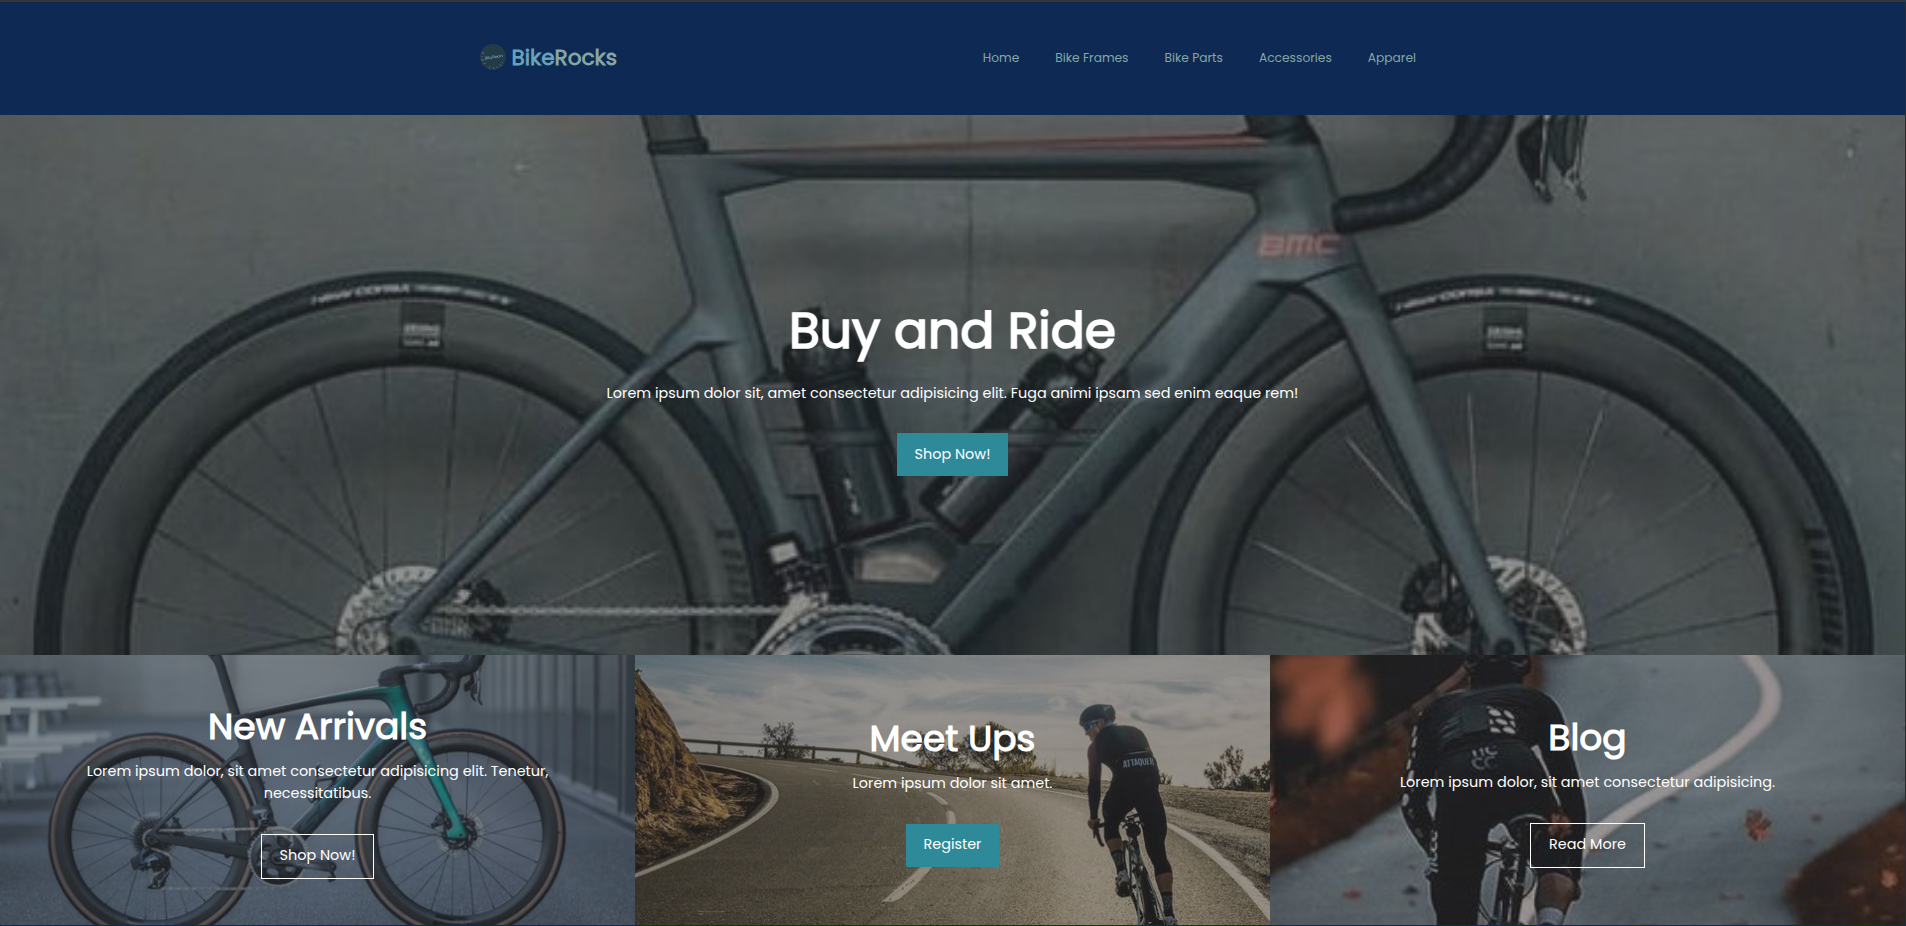 BikeRocks
Home Bike Frames Bike Parts Accessories Apparel
BMC
Buy and Ride
Lorem ipsum dolor sit, amet consectetur adipisicing elit. Fuga animi ipsam sed enim eaque rem!
Shop Now!
New Arrivals
Lorem ipsum dolor, sit amet consectetur adipisicing elit. Tenetur,
necessitatibus.
Shop Now!
Meet Ups
ATTAQUER
Lorem ipsum dolor sit amet.
Register
Blog
Lorem ipsum dolor, sit amet consectetur adipisicing.
Read More